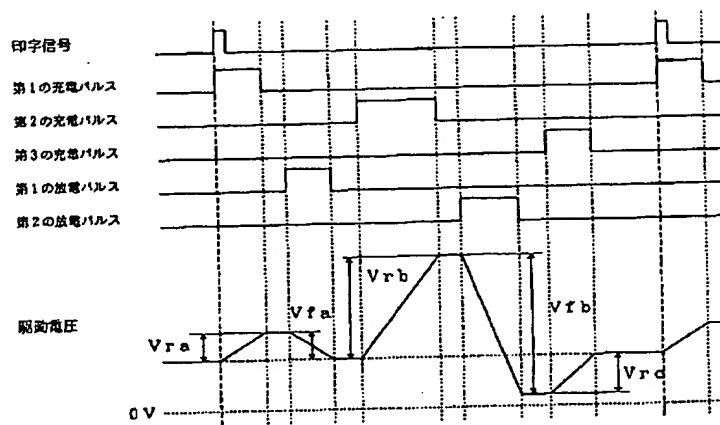 印字信号
第1の充電パルス
第2の充電パルス
第3の充電パルス
第1の放電パルス
第2の放電パルス
駆動電圧
Vra
Vfa
Vrb
Vfb
Vrc
0V